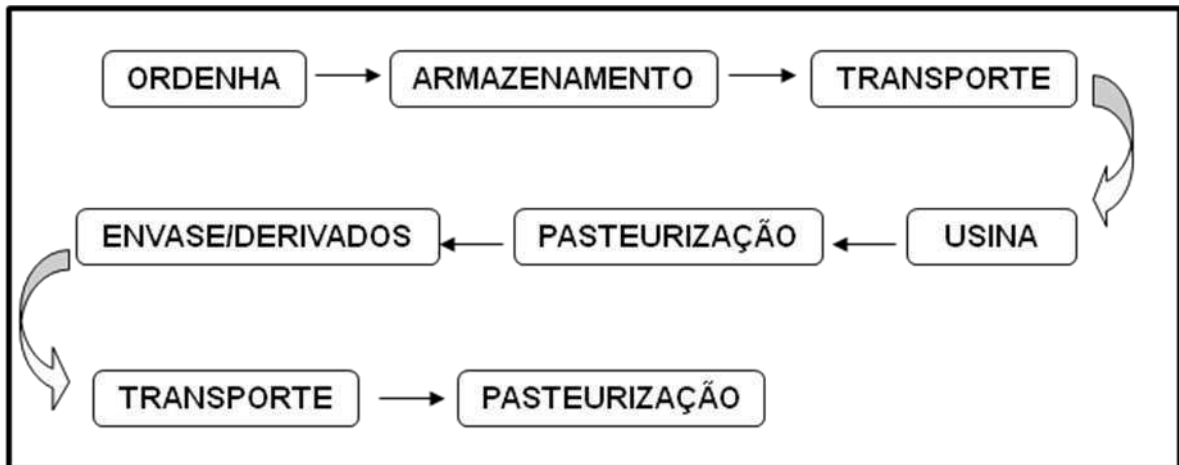 ORDENHA ARMAZENAMENTO TRANSPORTE
USINA PASTEURIZAÇÃO ENVASE/DERIVADOS
TRANSPORTE PASTEURIZAÇÃO